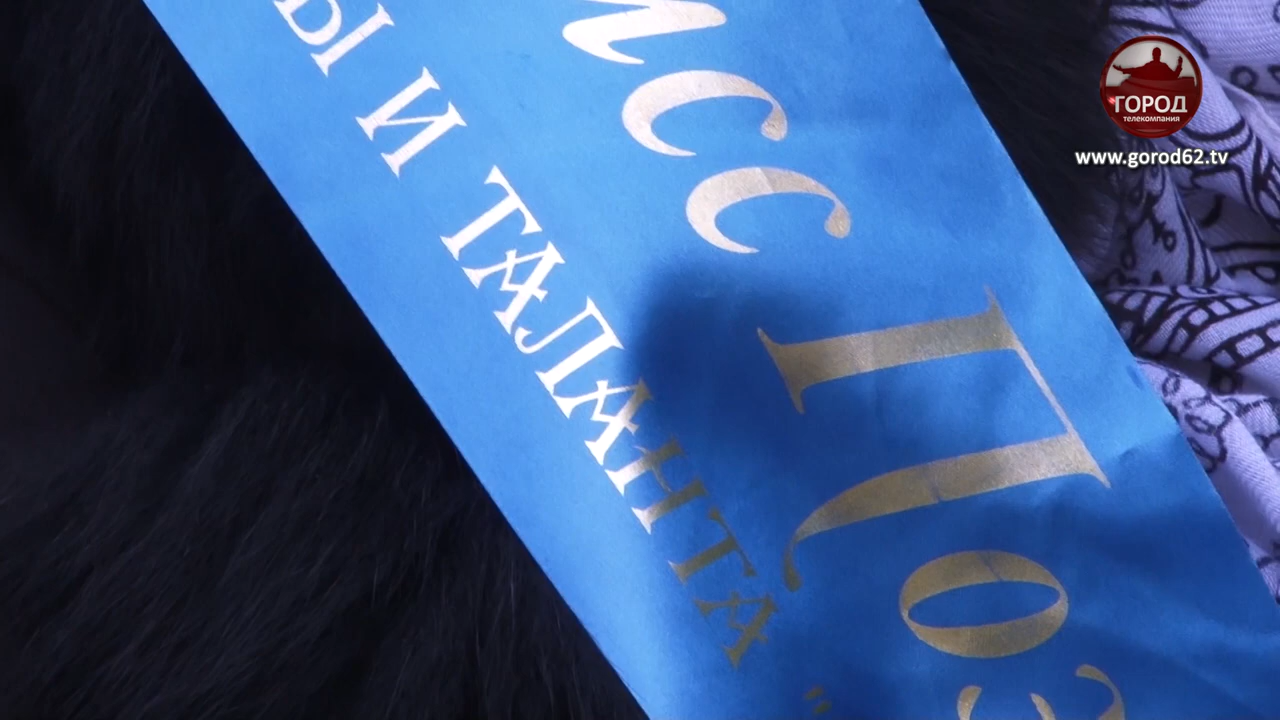 исс Поэ
Ы И ТАЛАНТА"
ГОРОД
телекомпания
www.gorod62.tv